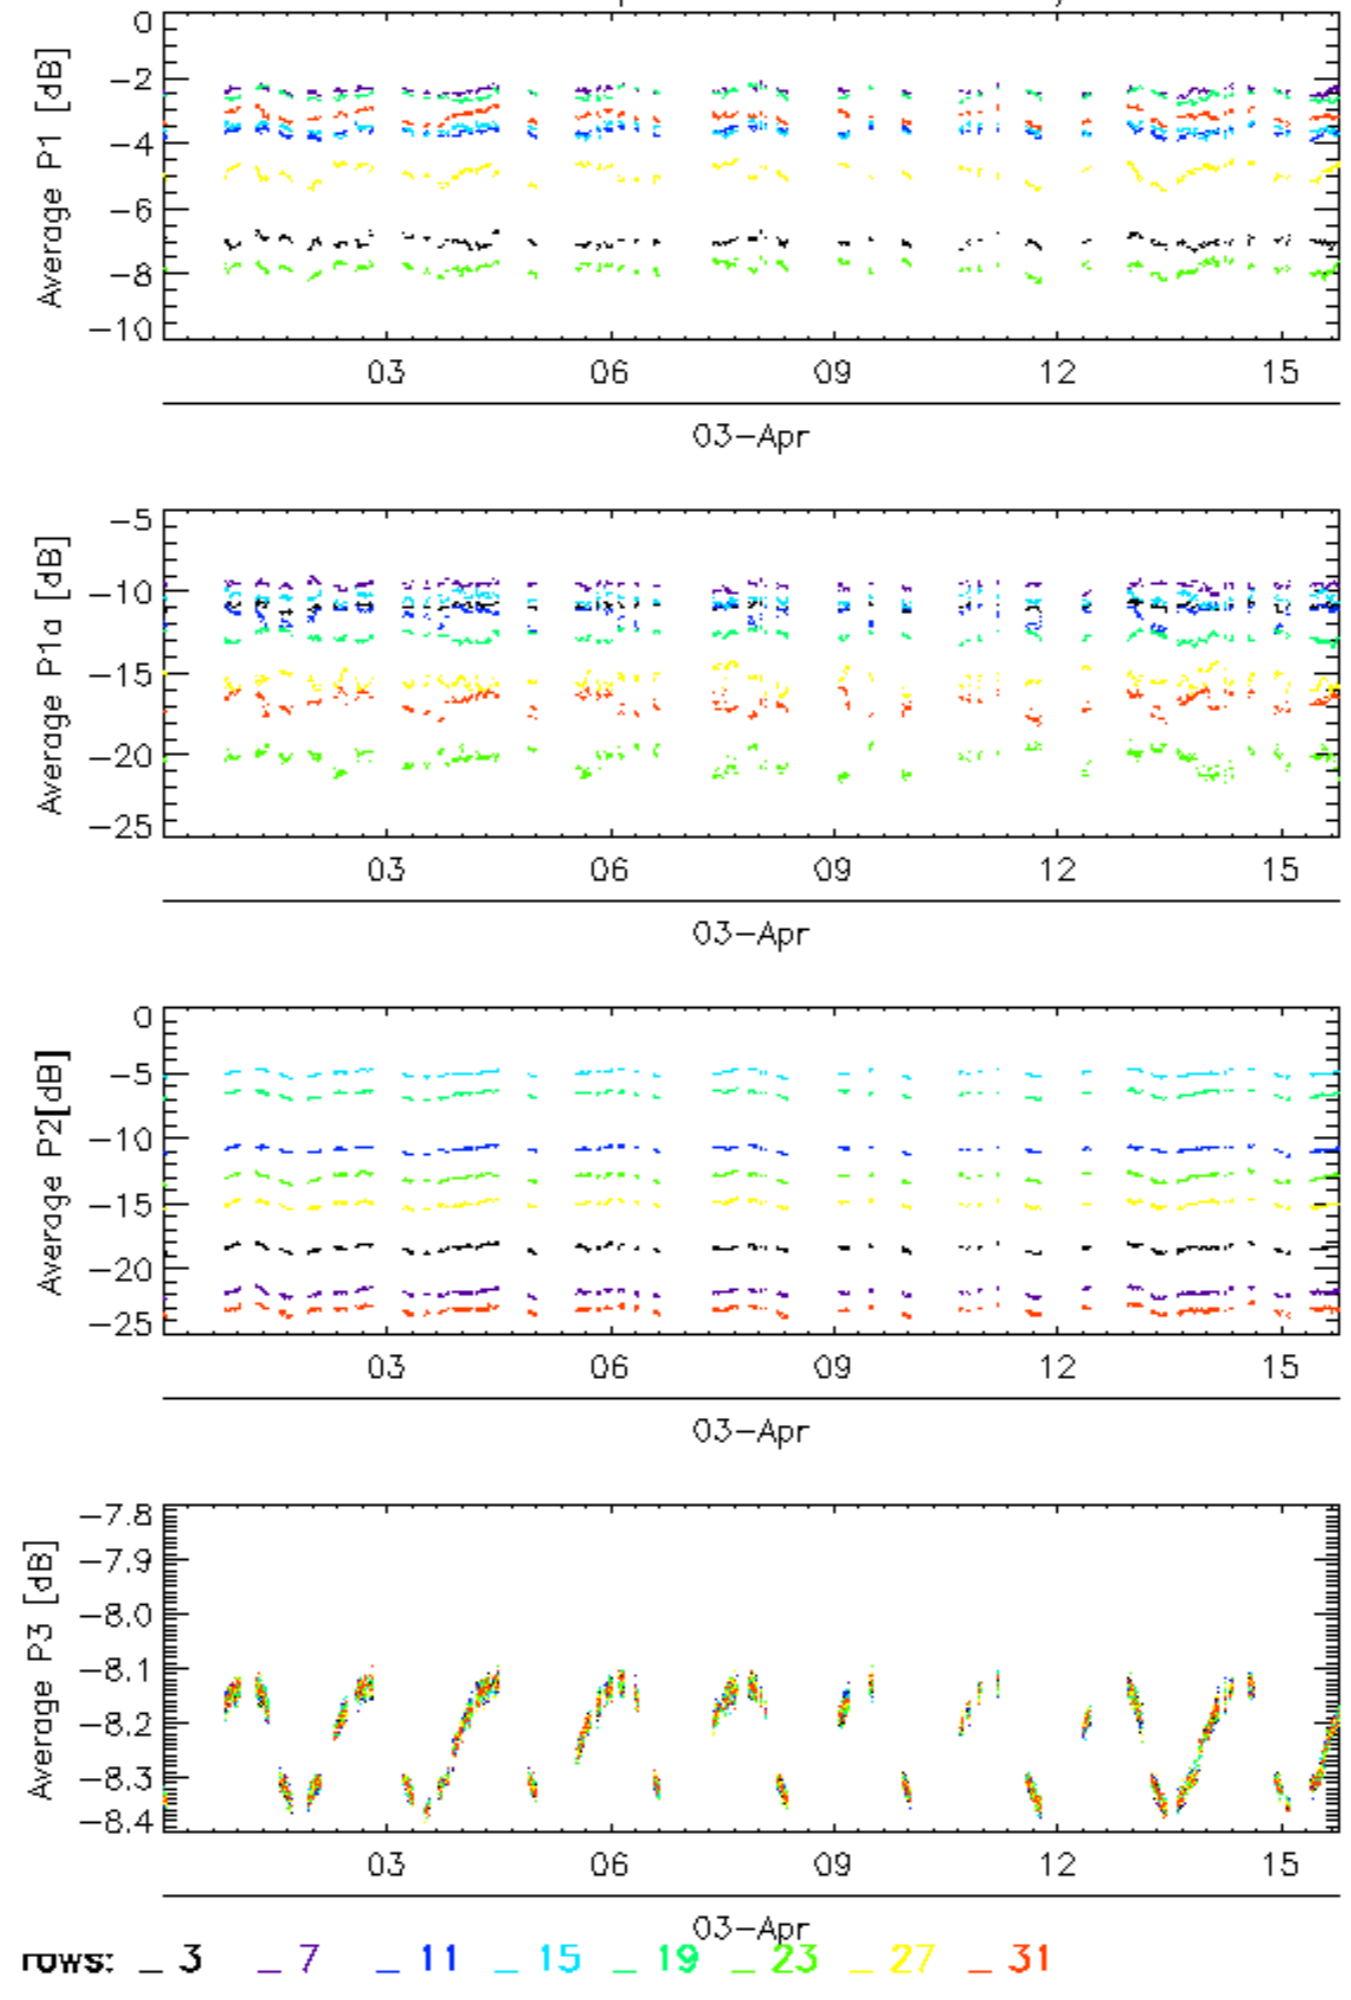 0
−2
−4
−6
−8
−10
Average P1 [dB]
03 06 09 12 15
03−Apr
−5
−10
−15
−20
−25
Average P1a [dB]
03 06 09 12 15
03−Apr
0
−5
−10
−15
−20
−25
Average P2[dB]
03 06 09 12 15
03−Apr
−7.8
−7.9
−8.0
−8.1
−8.2
−8.3
−8.4
Average P3 [dB]
03 06 09 12 15
03−Apr
rows: _ 3 _ 7 _ 11 _ 15 _ 19 _ 23 _ 27 _ 31